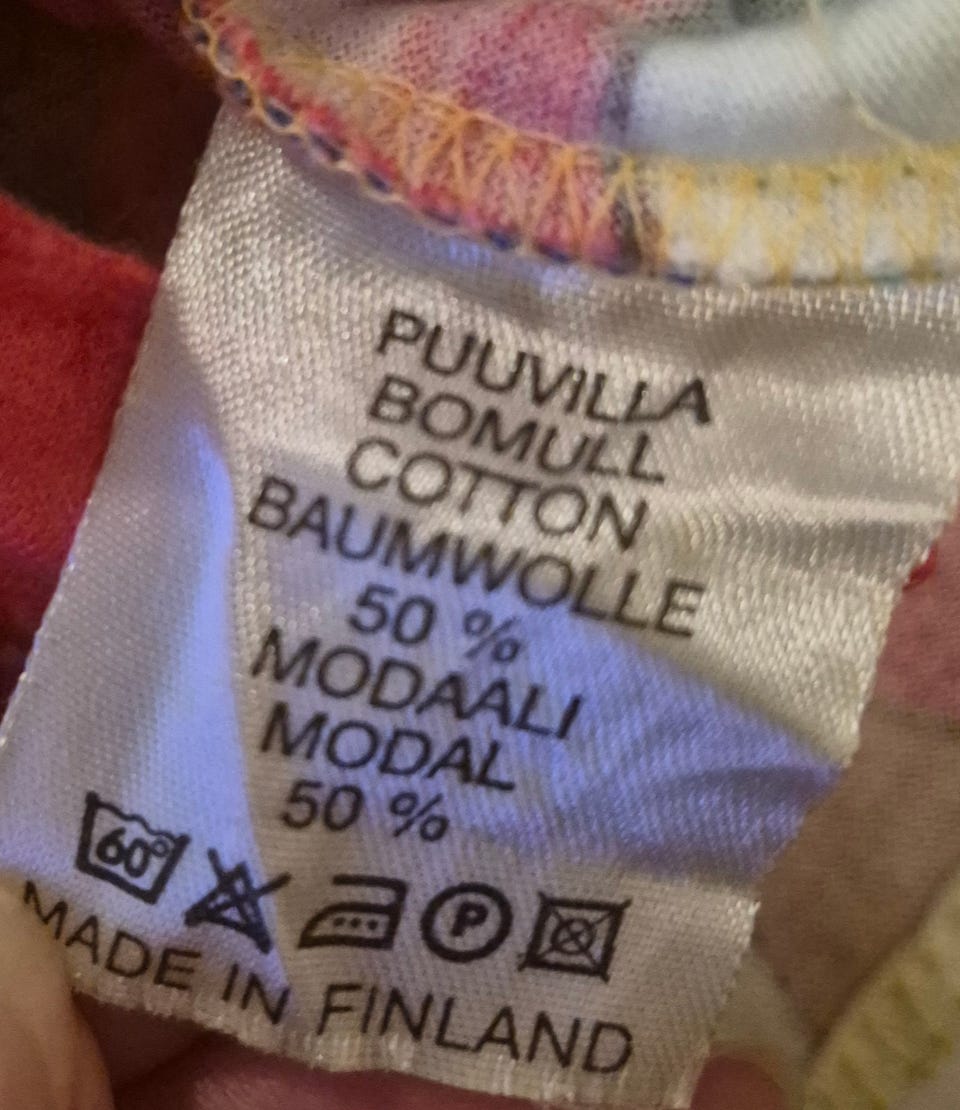 PUUVILLA
BOMULL
COTTON
BAUMWOLLE
50 %
MODAALI
MODAL
50 %
60°
P
MADE IN FINLAND